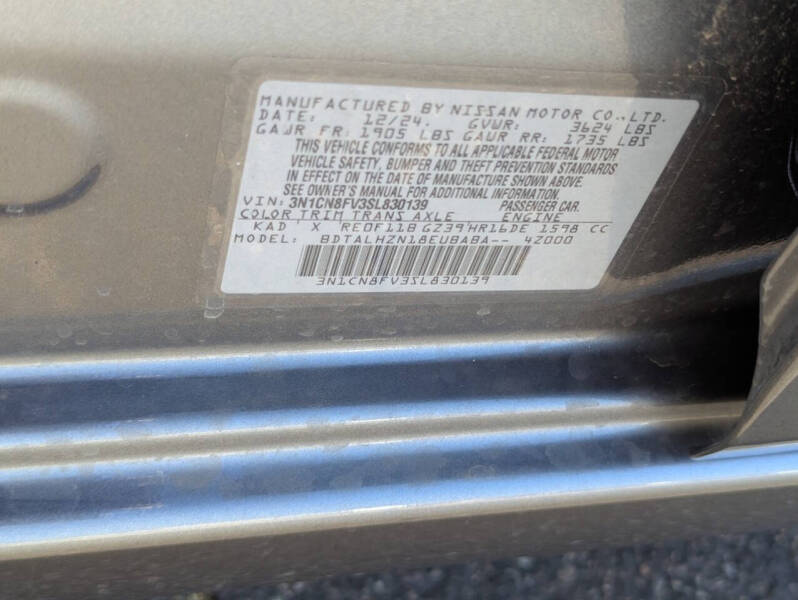 MANUFACTURED BY NISSAN MOTOR CO.,LTD.
DATE: 12/24. GVWR: 3624 LBS
GAWR FR: 1905 LBS GAWR RR: 1735 LBS
THIS VEHICLE CONFORMS TO ALL APPLICABLE FEDERAL MOTOR
VEHICLE SAFETY, BUMPER AND THEFT PREVENTION STANDARDS
IN EFFECT ON THE DATE OF MANUFACTURE SHOWN ABOVE.
SEE OWNER'S MANUAL FOR ADDITIONAL INFORMATION.
VIN: 3N1CN8FV3SL830139 PASSENGER CAR.
COLOR TRIM TRANS AXLE ENGINE
KAD X RE0F11B GZ39 HR16DE 1598 CC
MODEL: BDTALHZN18EUBABA-- 4Z000
3N1CN8FV3SL830139